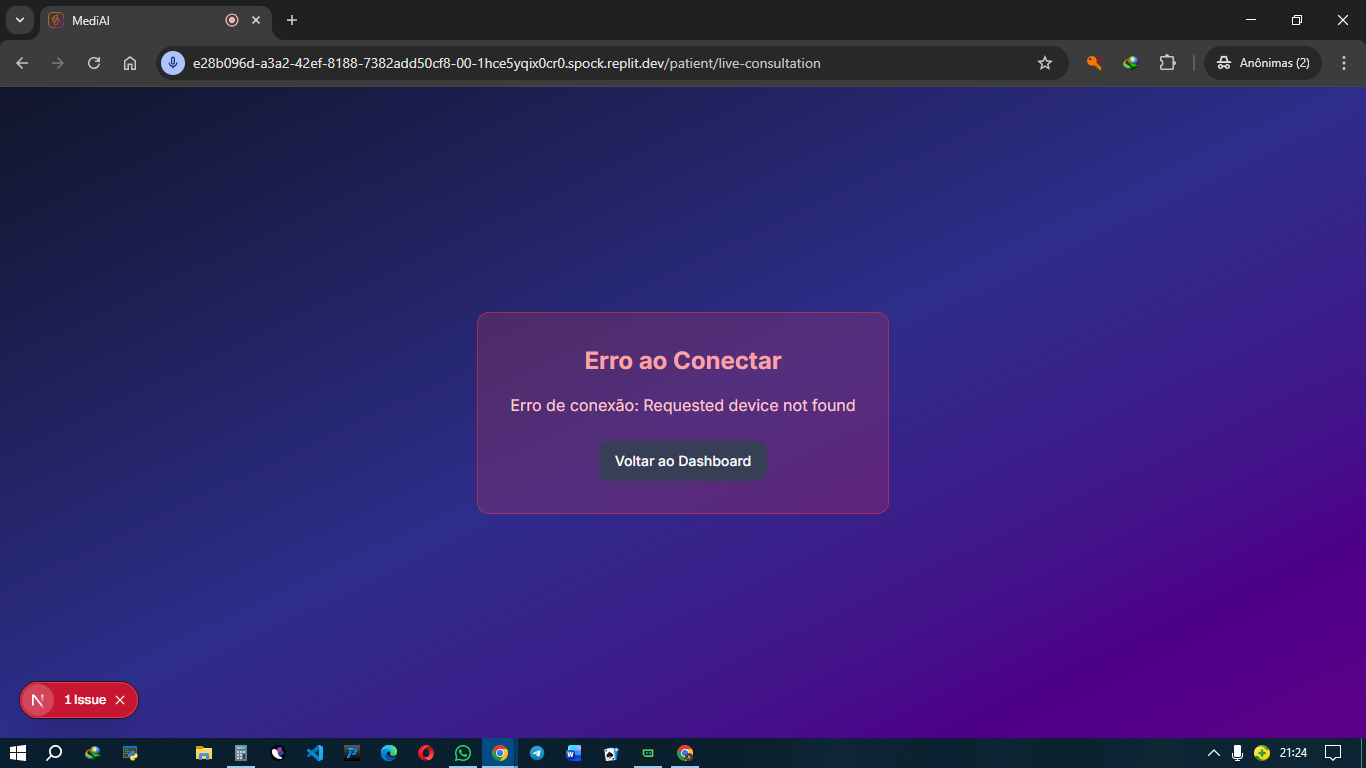 MediAI
e28b096d-a3a2-42ef-8188-7382add50cf8-00-1hce5yqix0cr0.spock.replit.dev/patient/live-consultation
Anônimas (2)
Erro ao Conectar
Erro de conexão: Requested device not found
Voltar ao Dashboard
N
1 Issue
21:24